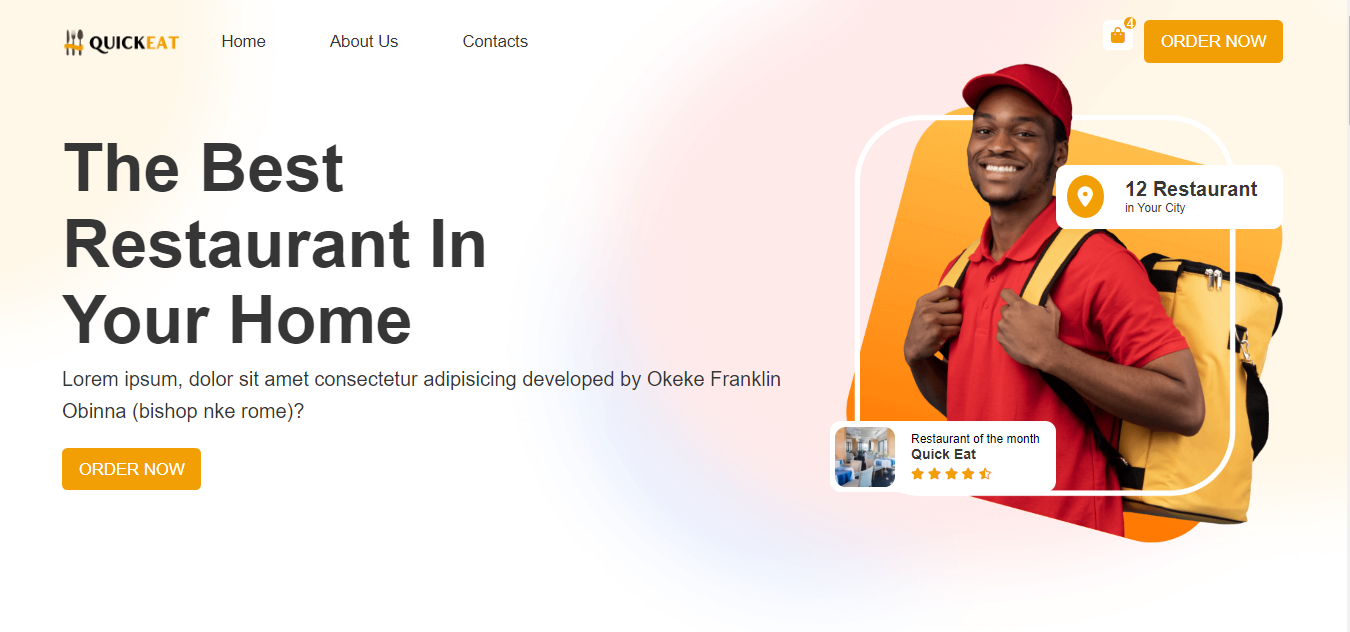 QUICKEAT
Home
About Us
Contacts
4
ORDER NOW
The Best
Restaurant In
Your Home
Lorem ipsum, dolor sit amet consectetur adipisicing developed by Okeke Franklin
Obinna (bishop nke rome)?
ORDER NOW
12 Restaurant
in Your City
Restaurant of the month
Quick Eat